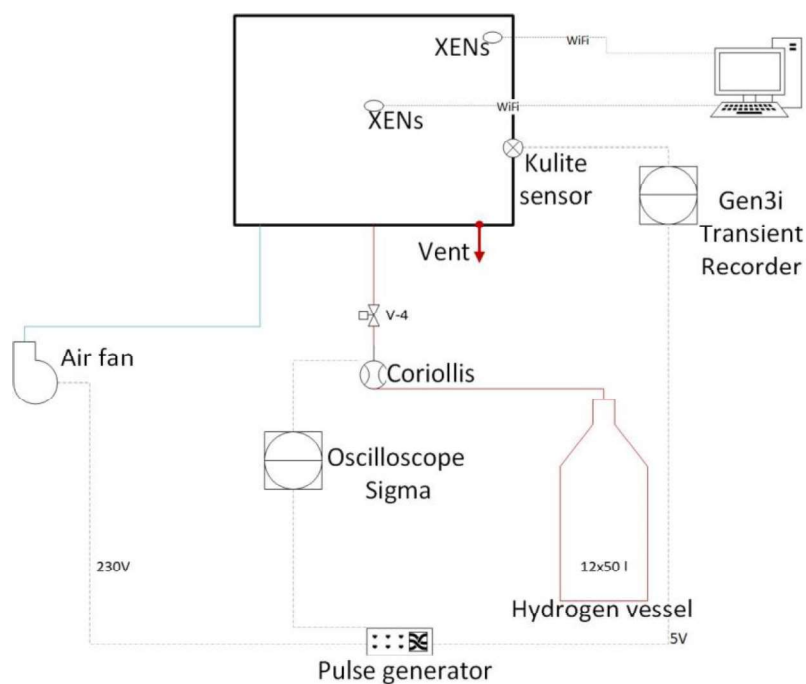 XENs
WiFi
XENs
WiFi
Kulite
sensor
Gen3i
Transient
Recorder
Vent
V-4
Air fan
Coriollis
Oscilloscope
Sigma
230V
12x50 l
Hydrogen vessel
5V
Pulse generator